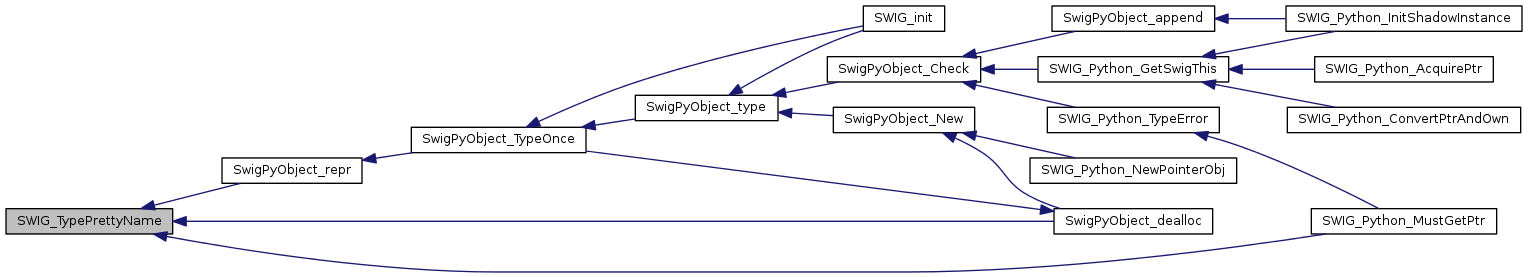 SWIG_init
SwigPyObject_append
SWIG_Python_InitShadowInstance
SwigPyObject_Check
SWIG_Python_GetSwigThis
SWIG_Python_AcquirePtr
SwigPyObject_type
SwigPyObject_New
SWIG_Python_TypeError
SWIG_Python_ConvertPtrAndOwn
SwigPyObject_TypeOnce
SwigPyObject_repr
SWIG_Python_NewPointerObj
SWIG_TypePrettyName
SwigPyObject_dealloc
SWIG_Python_MustGetPtr